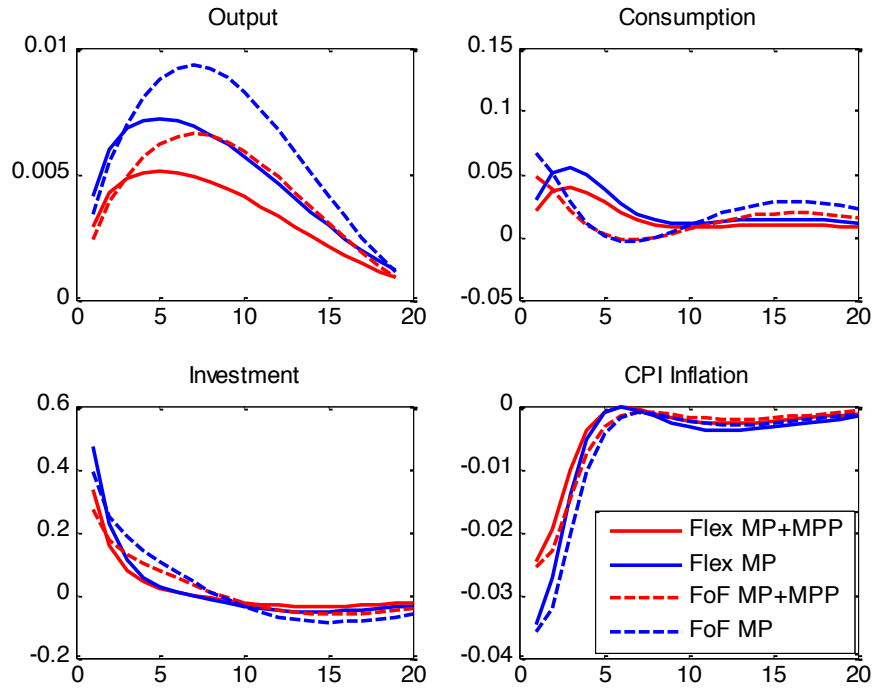 Output
0.01
0.005
0
0 5 10 15 20
Consumption
0.15
0.10
0.05
0
-0.05
0 5 10 15 20
Investment
0.6
0.4
0.2
0
-0.2
0 5 10 15 20
CPI Inflation
0
-0.01
-0.02
-0.03
-0.04
0 5 10 15 20
Flex MP+MPP
Flex MP
FoF MP+MPP
FoF MP